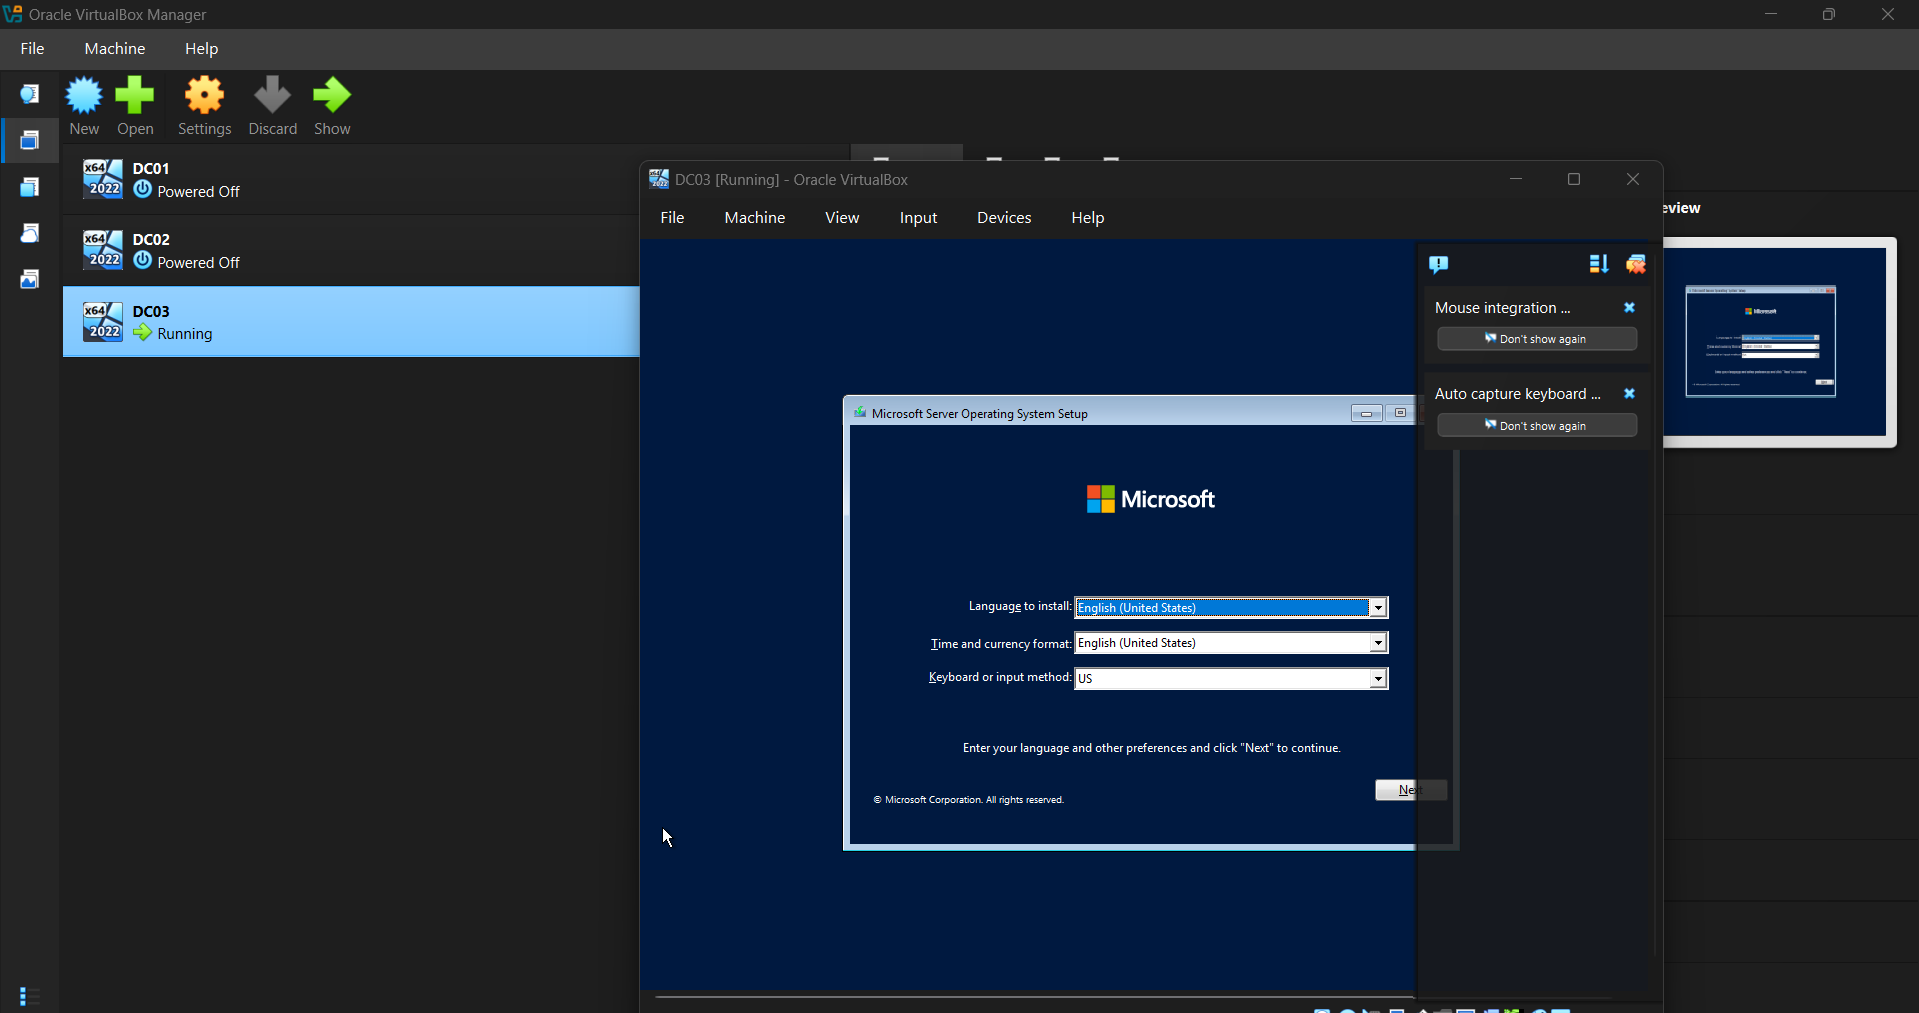 Oracle VirtualBox Manager
File Machine Help
New Open Settings Discard Show
x64 2022 DC01
Powered Off
x64 2022 DC02
Powered Off
x64 2022 DC03
Running
DC03 [Running] - Oracle VirtualBox
File Machine View Input Devices Help
eview
Mouse integration ...
Don't show again
Auto capture keyboard ...
Don't show again
Microsoft Server Operating System Setup
Microsoft
Language to install: English (United States)
Time and currency format: English (United States)
Keyboard or input method: US
Enter your language and other preferences and click "Next" to continue.
Next
© Microsoft Corporation. All rights reserved.